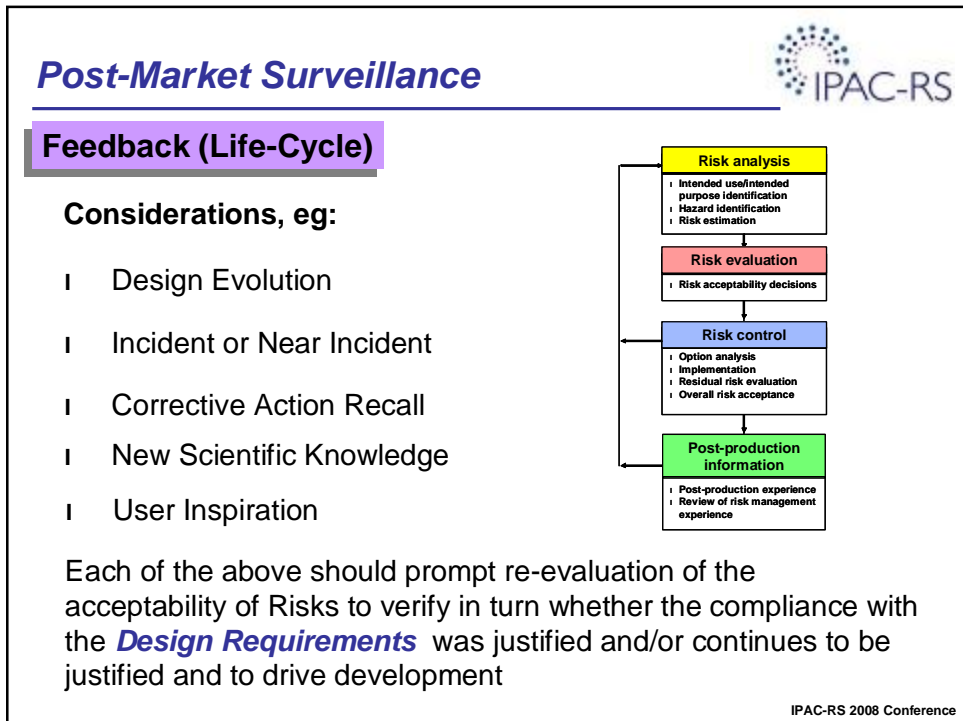 Post-Market Surveillance
IPAC-RS
Feedback (Life-Cycle)
Considerations, eg:
l Design Evolution
l Incident or Near Incident
l Corrective Action Recall
l New Scientific Knowledge
l User Inspiration
Risk analysis
l Intended use/intended
purpose identification
l Hazard identification
l Risk estimation
Risk evaluation
l Risk acceptability decisions
Risk control
l Option analysis
l Implementation
l Residual risk evaluation
l Overall risk acceptance
Post-production
information
l Post-production experience
l Review of risk management
experience
Each of the above should prompt re-evaluation of the
acceptability of Risks to verify in turn whether the compliance with
the Design Requirements was justified and/or continues to be
justified and to drive development
IPAC-RS 2008 Conference